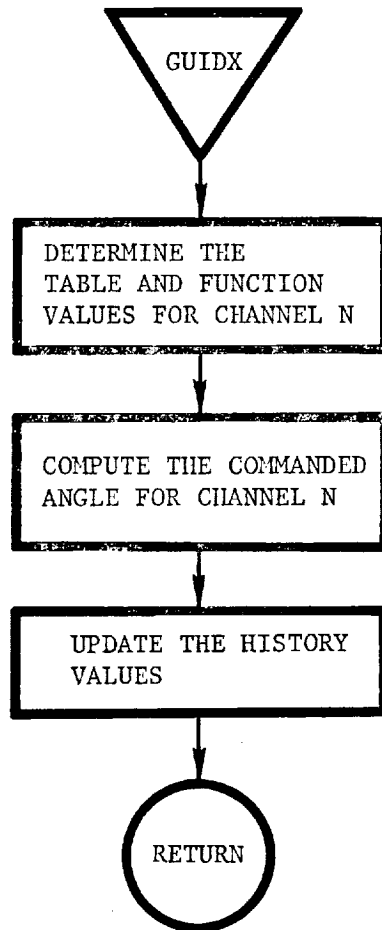 GUIDX
DETERMINE THE
TABLE AND FUNCTION
VALUES FOR CHANNEL N
COMPUTE THE COMMANDED
ANGLE FOR CHANNEL N
UPDATE THE HISTORY
VALUES
RETURN